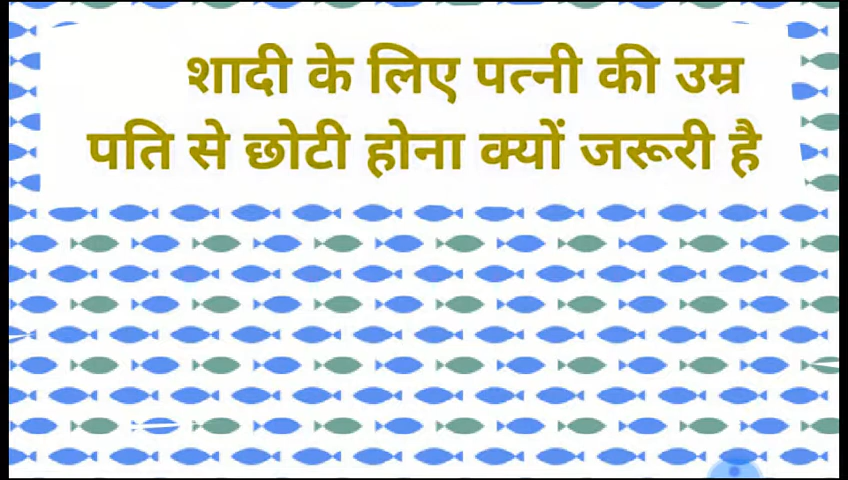 शादी के लिए पत्नी की उम्र
पति से छोटी होना क्यों जरूरी है